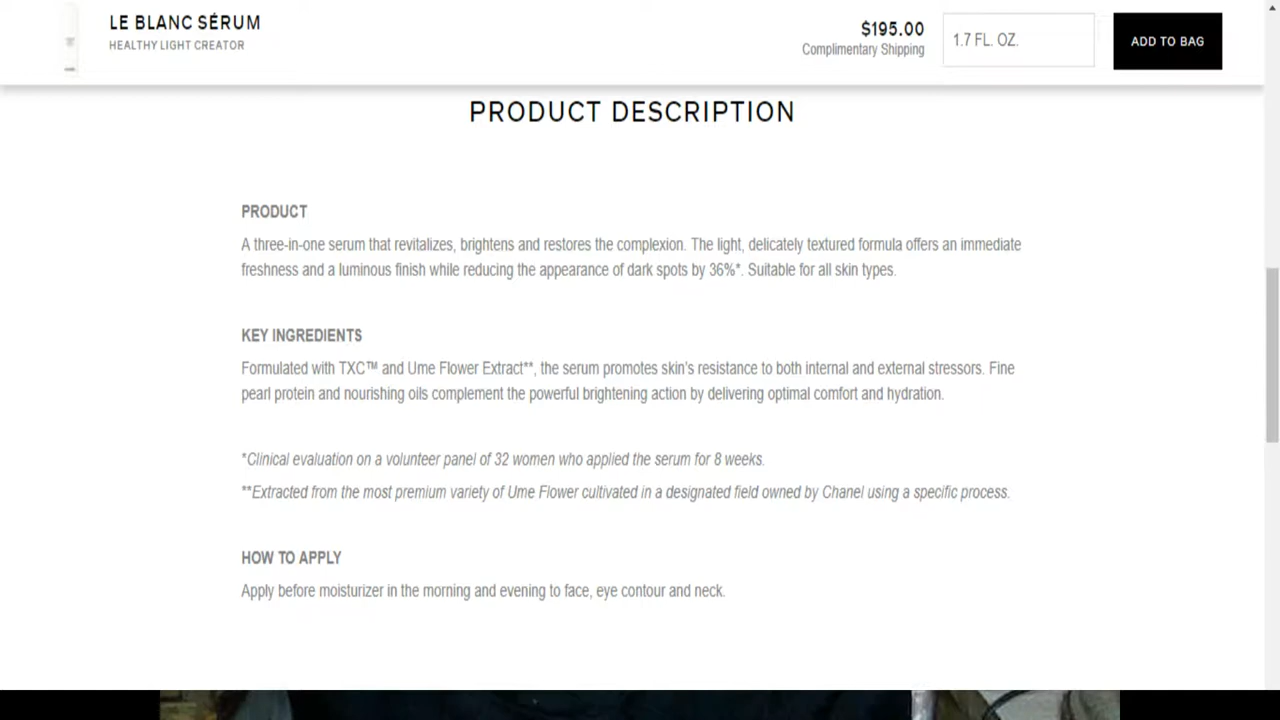 LE BLANC SÉRUM
HEALTHY LIGHT CREATOR
$195.00
Complimentary Shipping
1.7 FL. OZ.
ADD TO BAG
PRODUCT DESCRIPTION
PRODUCT
A three-in-one serum that revitalizes, brightens and restores the complexion. The light, delicately textured formula offers an immediate
freshness and a luminous finish while reducing the appearance of dark spots by 36%*. Suitable for all skin types.
KEY INGREDIENTS
Formulated with TXC™ and Ume Flower Extract**, the serum promotes skin's resistance to both internal and external stressors. Fine
pearl protein and nourishing oils complement the powerful brightening action by delivering optimal comfort and hydration.
*Clinical evaluation on a volunteer panel of 32 women who applied the serum for 8 weeks.
**Extracted from the most premium variety of Ume Flower cultivated in a designated field owned by Chanel using a specific process.
HOW TO APPLY
Apply before moisturizer in the morning and evening to face, eye contour and neck.